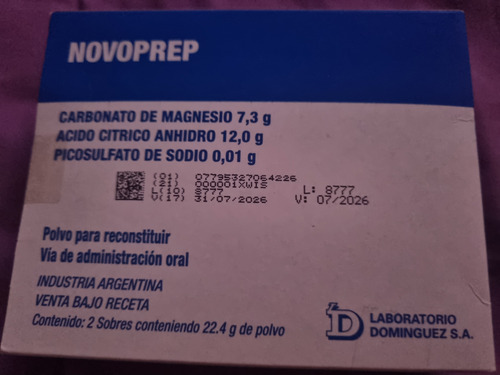 NOVOPREP
CARBONATO DE MAGNESIO 7,3 g
ACIDO CITRICO ANHIDRO 12,0 g
PICOSULFATO DE SODIO 0,01 g
(01) 07795327064226
(21) 000001XWIS
L(10) 8777
V(17) 31/07/2026
L: 8777
V: 07/2026
Polvo para reconstituir
Vía de administración oral
INDUSTRIA ARGENTINA
VENTA BAJO RECETA
Contenido: 2 Sobres conteniendo 22.4 g de polvo
LABORATORIO
DOMINGUEZ S.A.